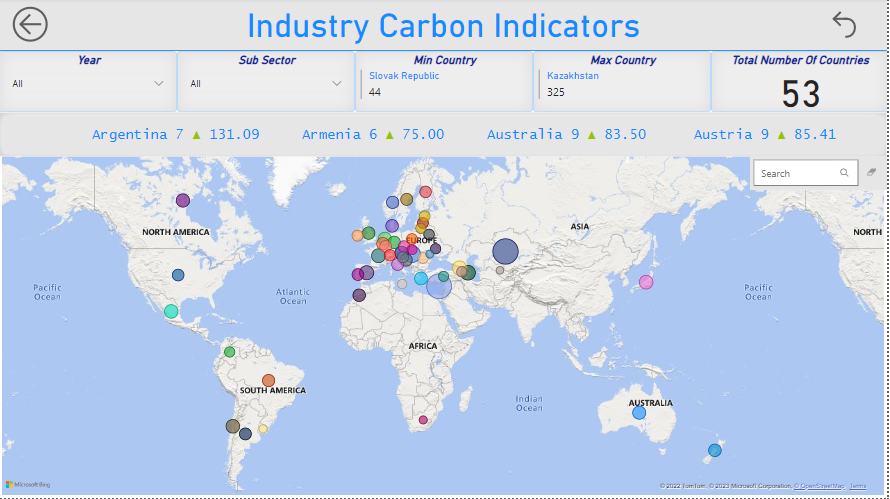 Industry Carbon Indicators
Year
All
Sub Sector
All
Min Country
Slovak Republic
44
Max Country
Kazakhstan
325
Total Number Of Countries
53
Argentina 7 ▲ 131.09
Armenia 6 ▲ 75.00
Australia 9 ▲ 83.50
Austria 9 ▲ 85.41
Search
NORTH AMERICA
EUROPE
ASIA
NORTH
Pacific
Ocean
Atlantic
Ocean
Pacific
Ocean
AFRICA
SOUTH AMERICA
Indian
Ocean
AUSTRALIA
Microsoft Bing
© 2022 TomTom, © 2023 Microsoft Corporation, © OpenStreetMap Terms